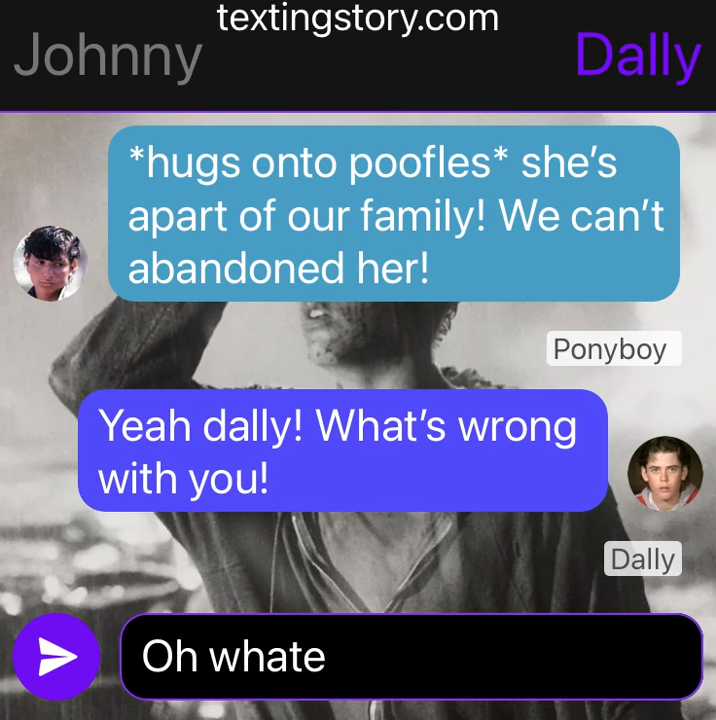 textingstory.com
Johnny
Dally
*hugs onto poofles* she’s
apart of our family! We can’t
abandoned her!
Ponyboy
Yeah dally! What’s wrong
with you!
Dally
Oh whate